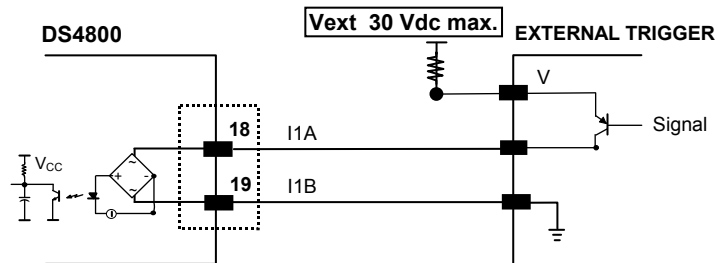 Vext 30 Vdc max.
DS4800
EXTERNAL TRIGGER
V
18
I1A
Signal
VCC
+
-
~
~
19
I1B